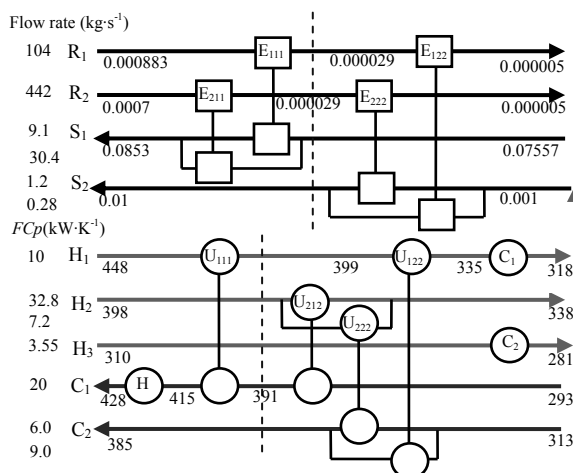 Flow rate (kg·s⁻¹)
104 R₁ E₁₁₁ E₁₂₂
0.000883 0.000029 0.000005
442 R₂ E₂₁₁ E₂₂₂
0.0007 0.000029 0.000005
9.1 S₁
0.0853 0.07557
30.4
1.2 S₂
0.01 0.001
0.28
FCp(kW·K⁻¹)
10 H₁ U₁₁₁ U₁₂₂ C₁
448 399 335 318
32.8 H₂ U₂₁₂
398 338
7.2 U₂₂₂
3.55 H₃ C₂
310 281
20 C₁ H
428 415 391 293
6.0 C₂
385 313
9.0